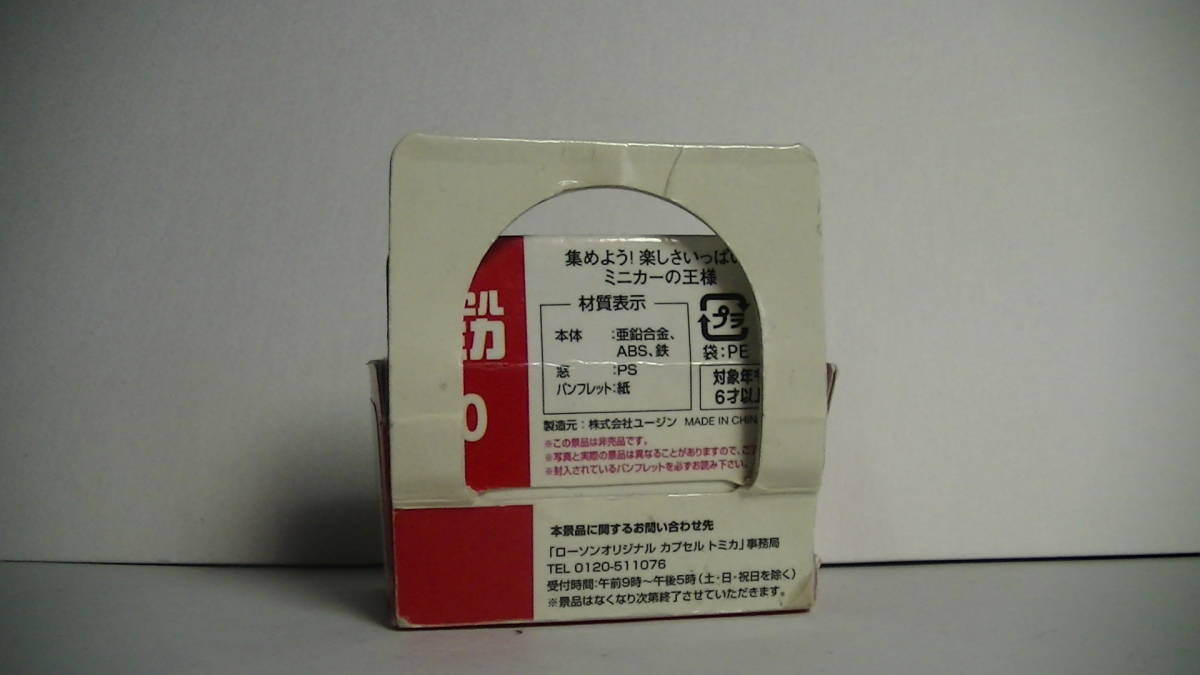 集めよう!楽しさいっぱい
ミニカーの王様
セル
ミカ
0
材質表示
本体 :亜鉛合金、
ABS、鉄
窓 :PS
パンフレット:紙
プラ
袋:PE
対象年
6才以
製造元:株式会社ユージン MADE IN CHIN
※この景品は非売品です。
※写真と実際の景品は異なることがありますので、ご
※封入されているパンフレットを必ずお読み下さい。
本景品に関するお問い合わせ先
「ローソンオリジナル カプセル トミカ」事務局
TEL 0120-511076
受付時間:午前9時〜午後5時(土・日・祝日を除く)
※景品はなくなり次第終了させていただきます。